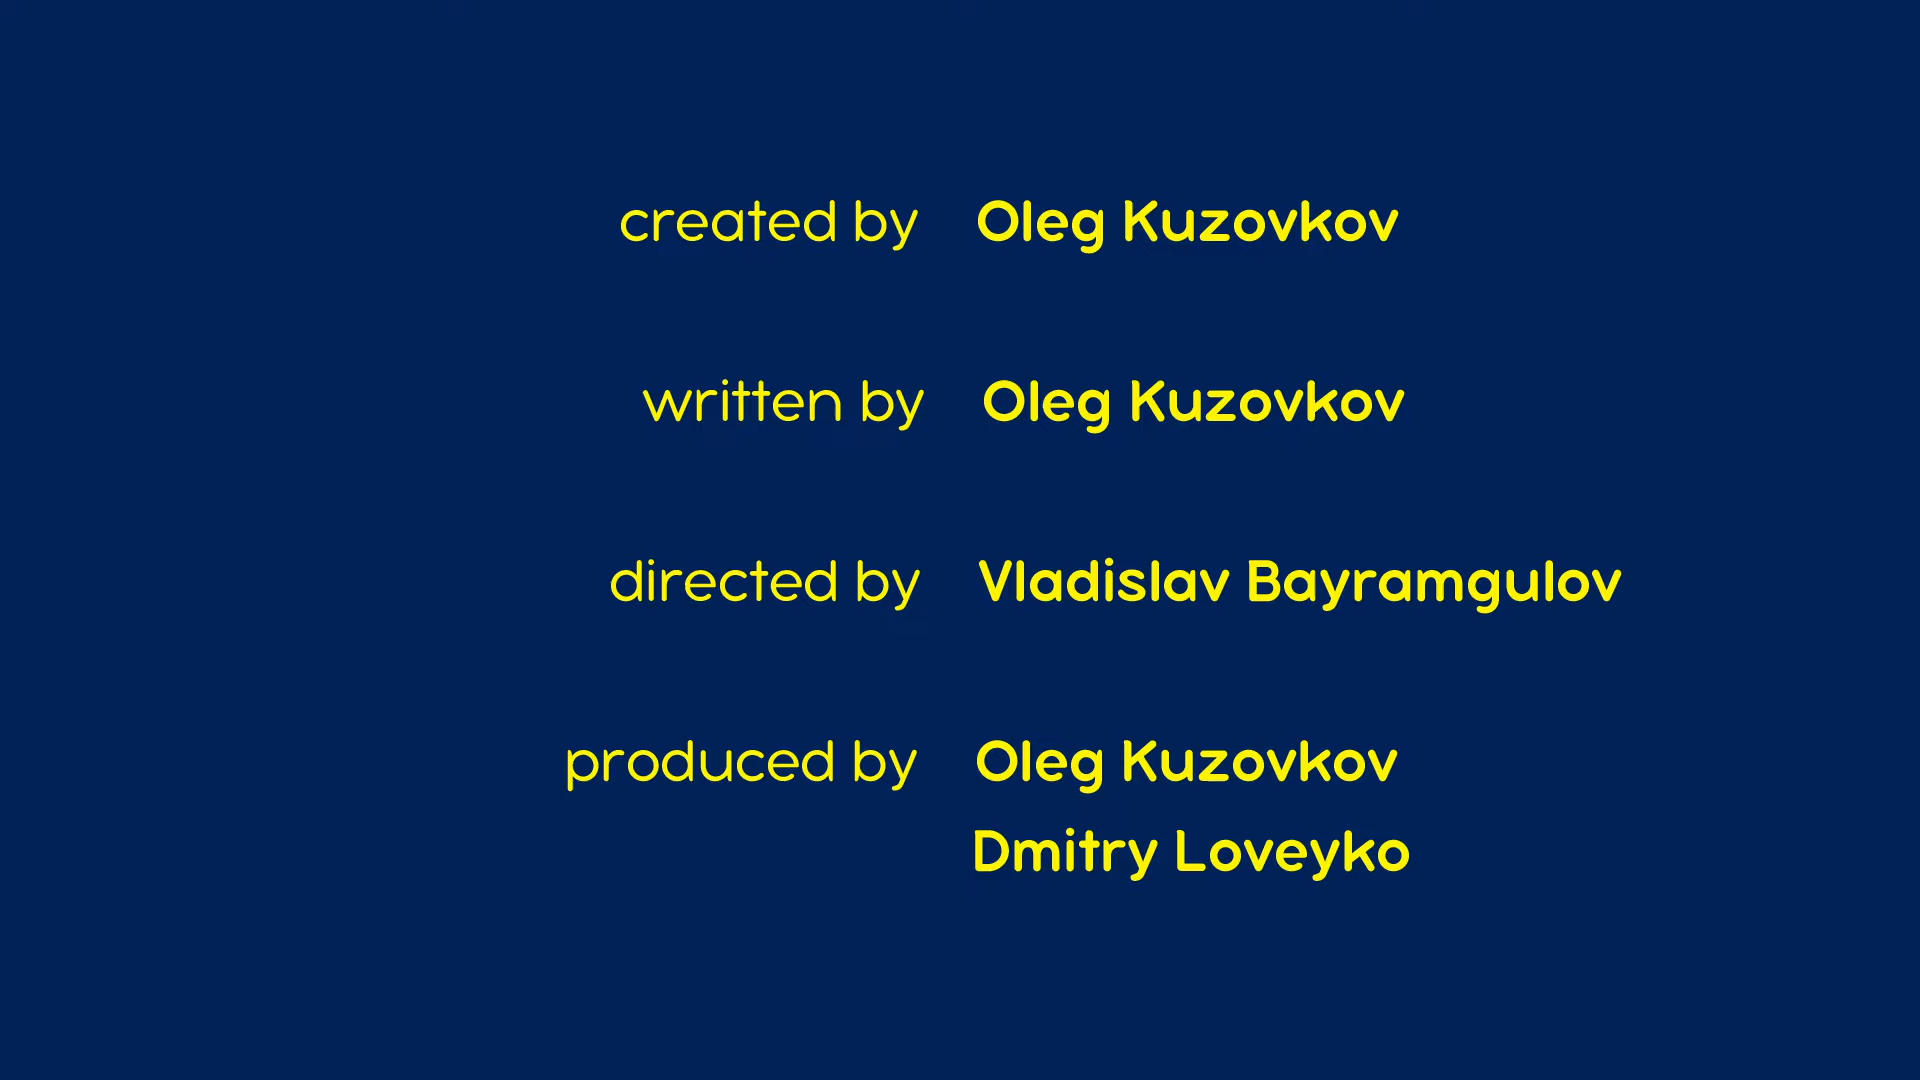 created by Oleg Kuzovkov
written by Oleg Kuzovkov
directed by Vladislav Bayramgulov
produced by Oleg Kuzovkov
Dmitry Loveyko